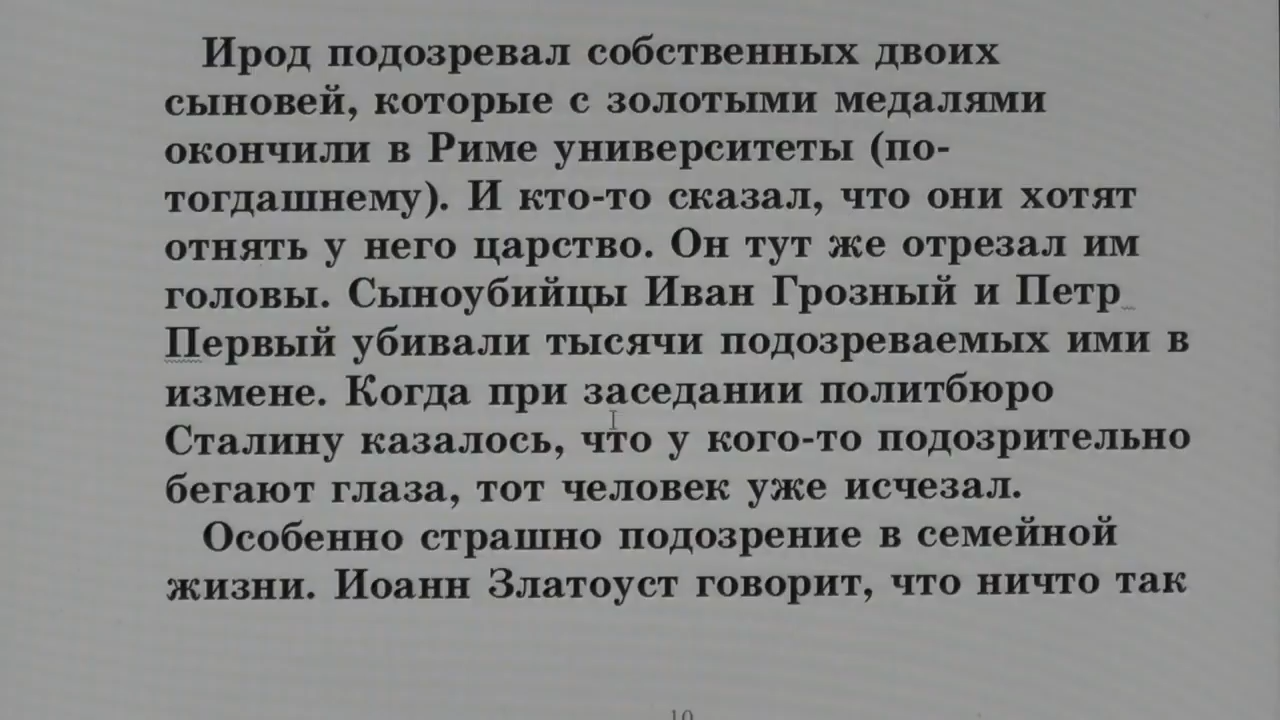 Ирод подозревал собственных двоих
сыновей, которые с золотыми медалями
окончили в Риме университеты (по-
тогдашнему). И кто-то сказал, что они хотят
отнять у него царство. Он тут же отрезал им
головы. Сыноубийцы Иван Грозный и Петр
Первый убивали тысячи подозреваемых ими в
измене. Когда при заседании политбюро
Сталину казалось, что у кого-то подозрительно
бегают глаза, тот человек уже исчезал.
Особенно страшно подозрение в семейной
жизни. Иоанн Златоуст говорит, что ничто так
10